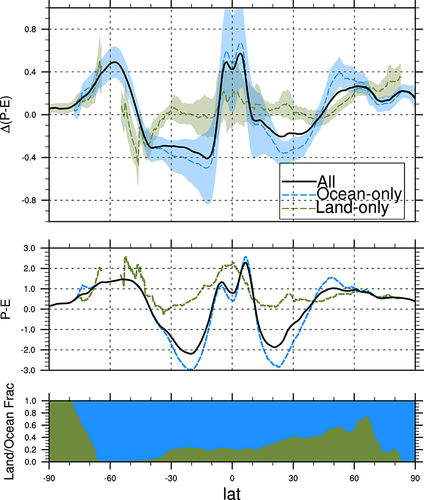 Δ(P-E)
0.8
0.4
0.0
-0.4
-0.8
All
Ocean-only
Land-only
P-E
3.0
2.0
1.0
0.0
-1.0
-2.0
-3.0
Land/Ocean Frac
1.0
0.8
0.6
0.4
0.2
0.0
-90 -60 -30 0 30 60 90
lat